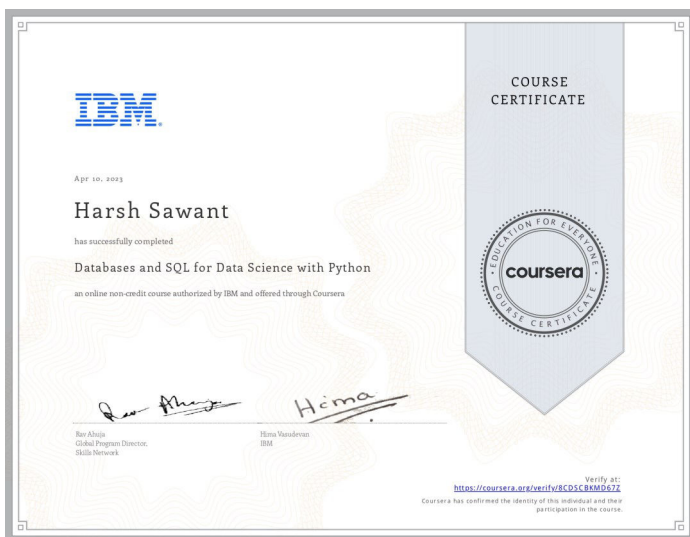 IBM
COURSE
CERTIFICATE
Apr 10, 2023
Harsh Sawant
has successfully completed
Databases and SQL for Data Science with Python
an online non-credit course authorized by IBM and offered through Coursera
EDUCATION FOR EVERYONE
coursera
COURSE CERTIFICATE
Hima
Rav Ahuja
Global Program Director,
Skills Network
Hima Vasudevan
IBM
Verify at:
https://coursera.org/verify/8CD5CBKMD67Z
Coursera has confirmed the identity of this individual and their
participation in the course.